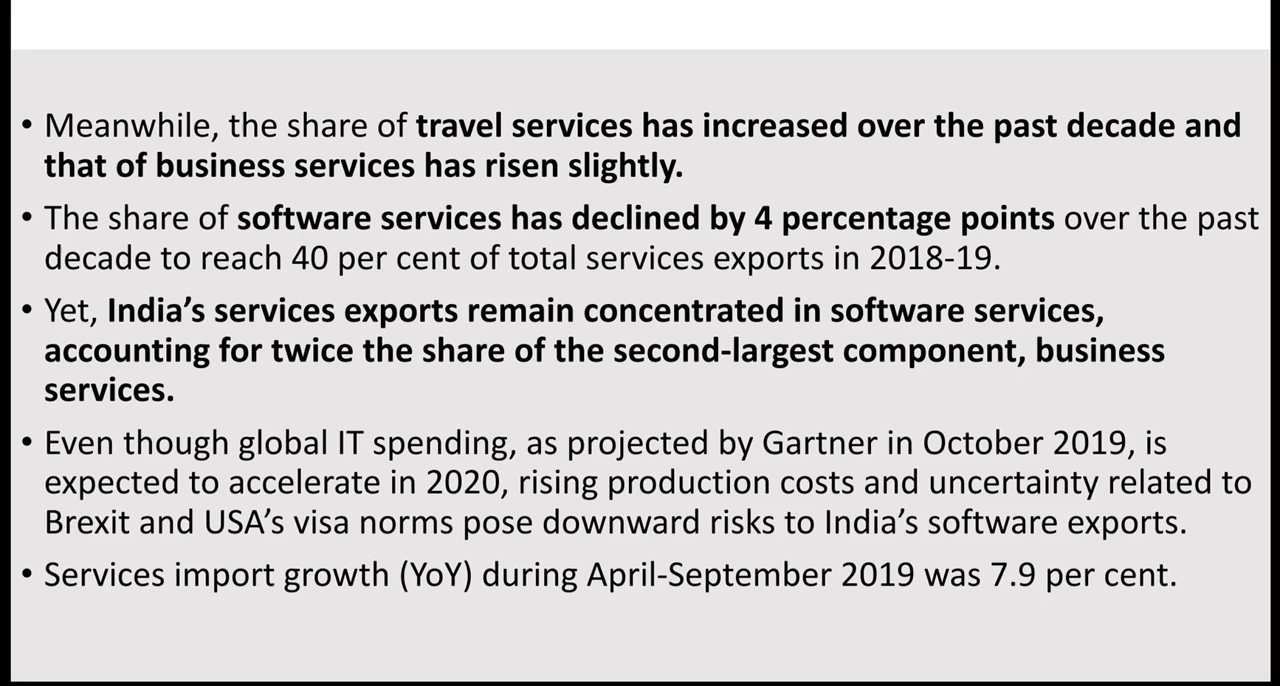 • Meanwhile, the share of travel services has increased over the past decade and
that of business services has risen slightly.
• The share of software services has declined by 4 percentage points over the past
decade to reach 40 per cent of total services exports in 2018-19.
• Yet, India’s services exports remain concentrated in software services,
accounting for twice the share of the second-largest component, business
services.
• Even though global IT spending, as projected by Gartner in October 2019, is
expected to accelerate in 2020, rising production costs and uncertainty related to
Brexit and USA’s visa norms pose downward risks to India’s software exports.
• Services import growth (YoY) during April-September 2019 was 7.9 per cent.